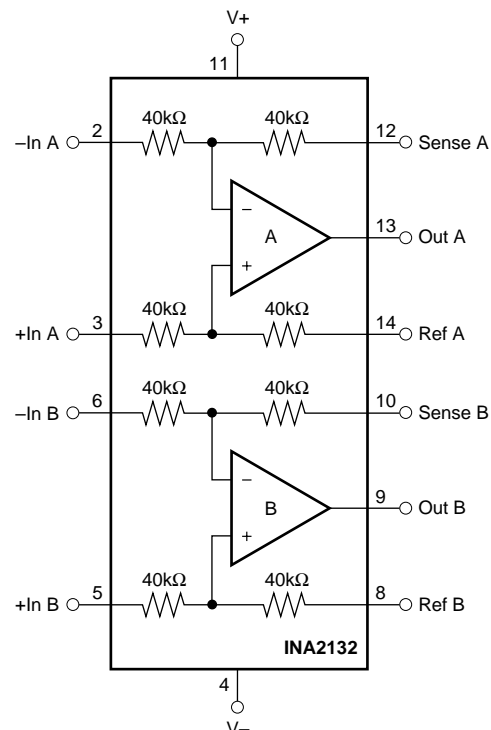 V+
11
40kΩ 40kΩ
–In A 2 12 Sense A
–
A 13 Out A
+
40kΩ 40kΩ
+In A 3 14 Ref A
40kΩ 40kΩ
–In B 6 10 Sense B
–
B 9 Out B
+
40kΩ 40kΩ
+In B 5 8 Ref B
INA2132
4
V–